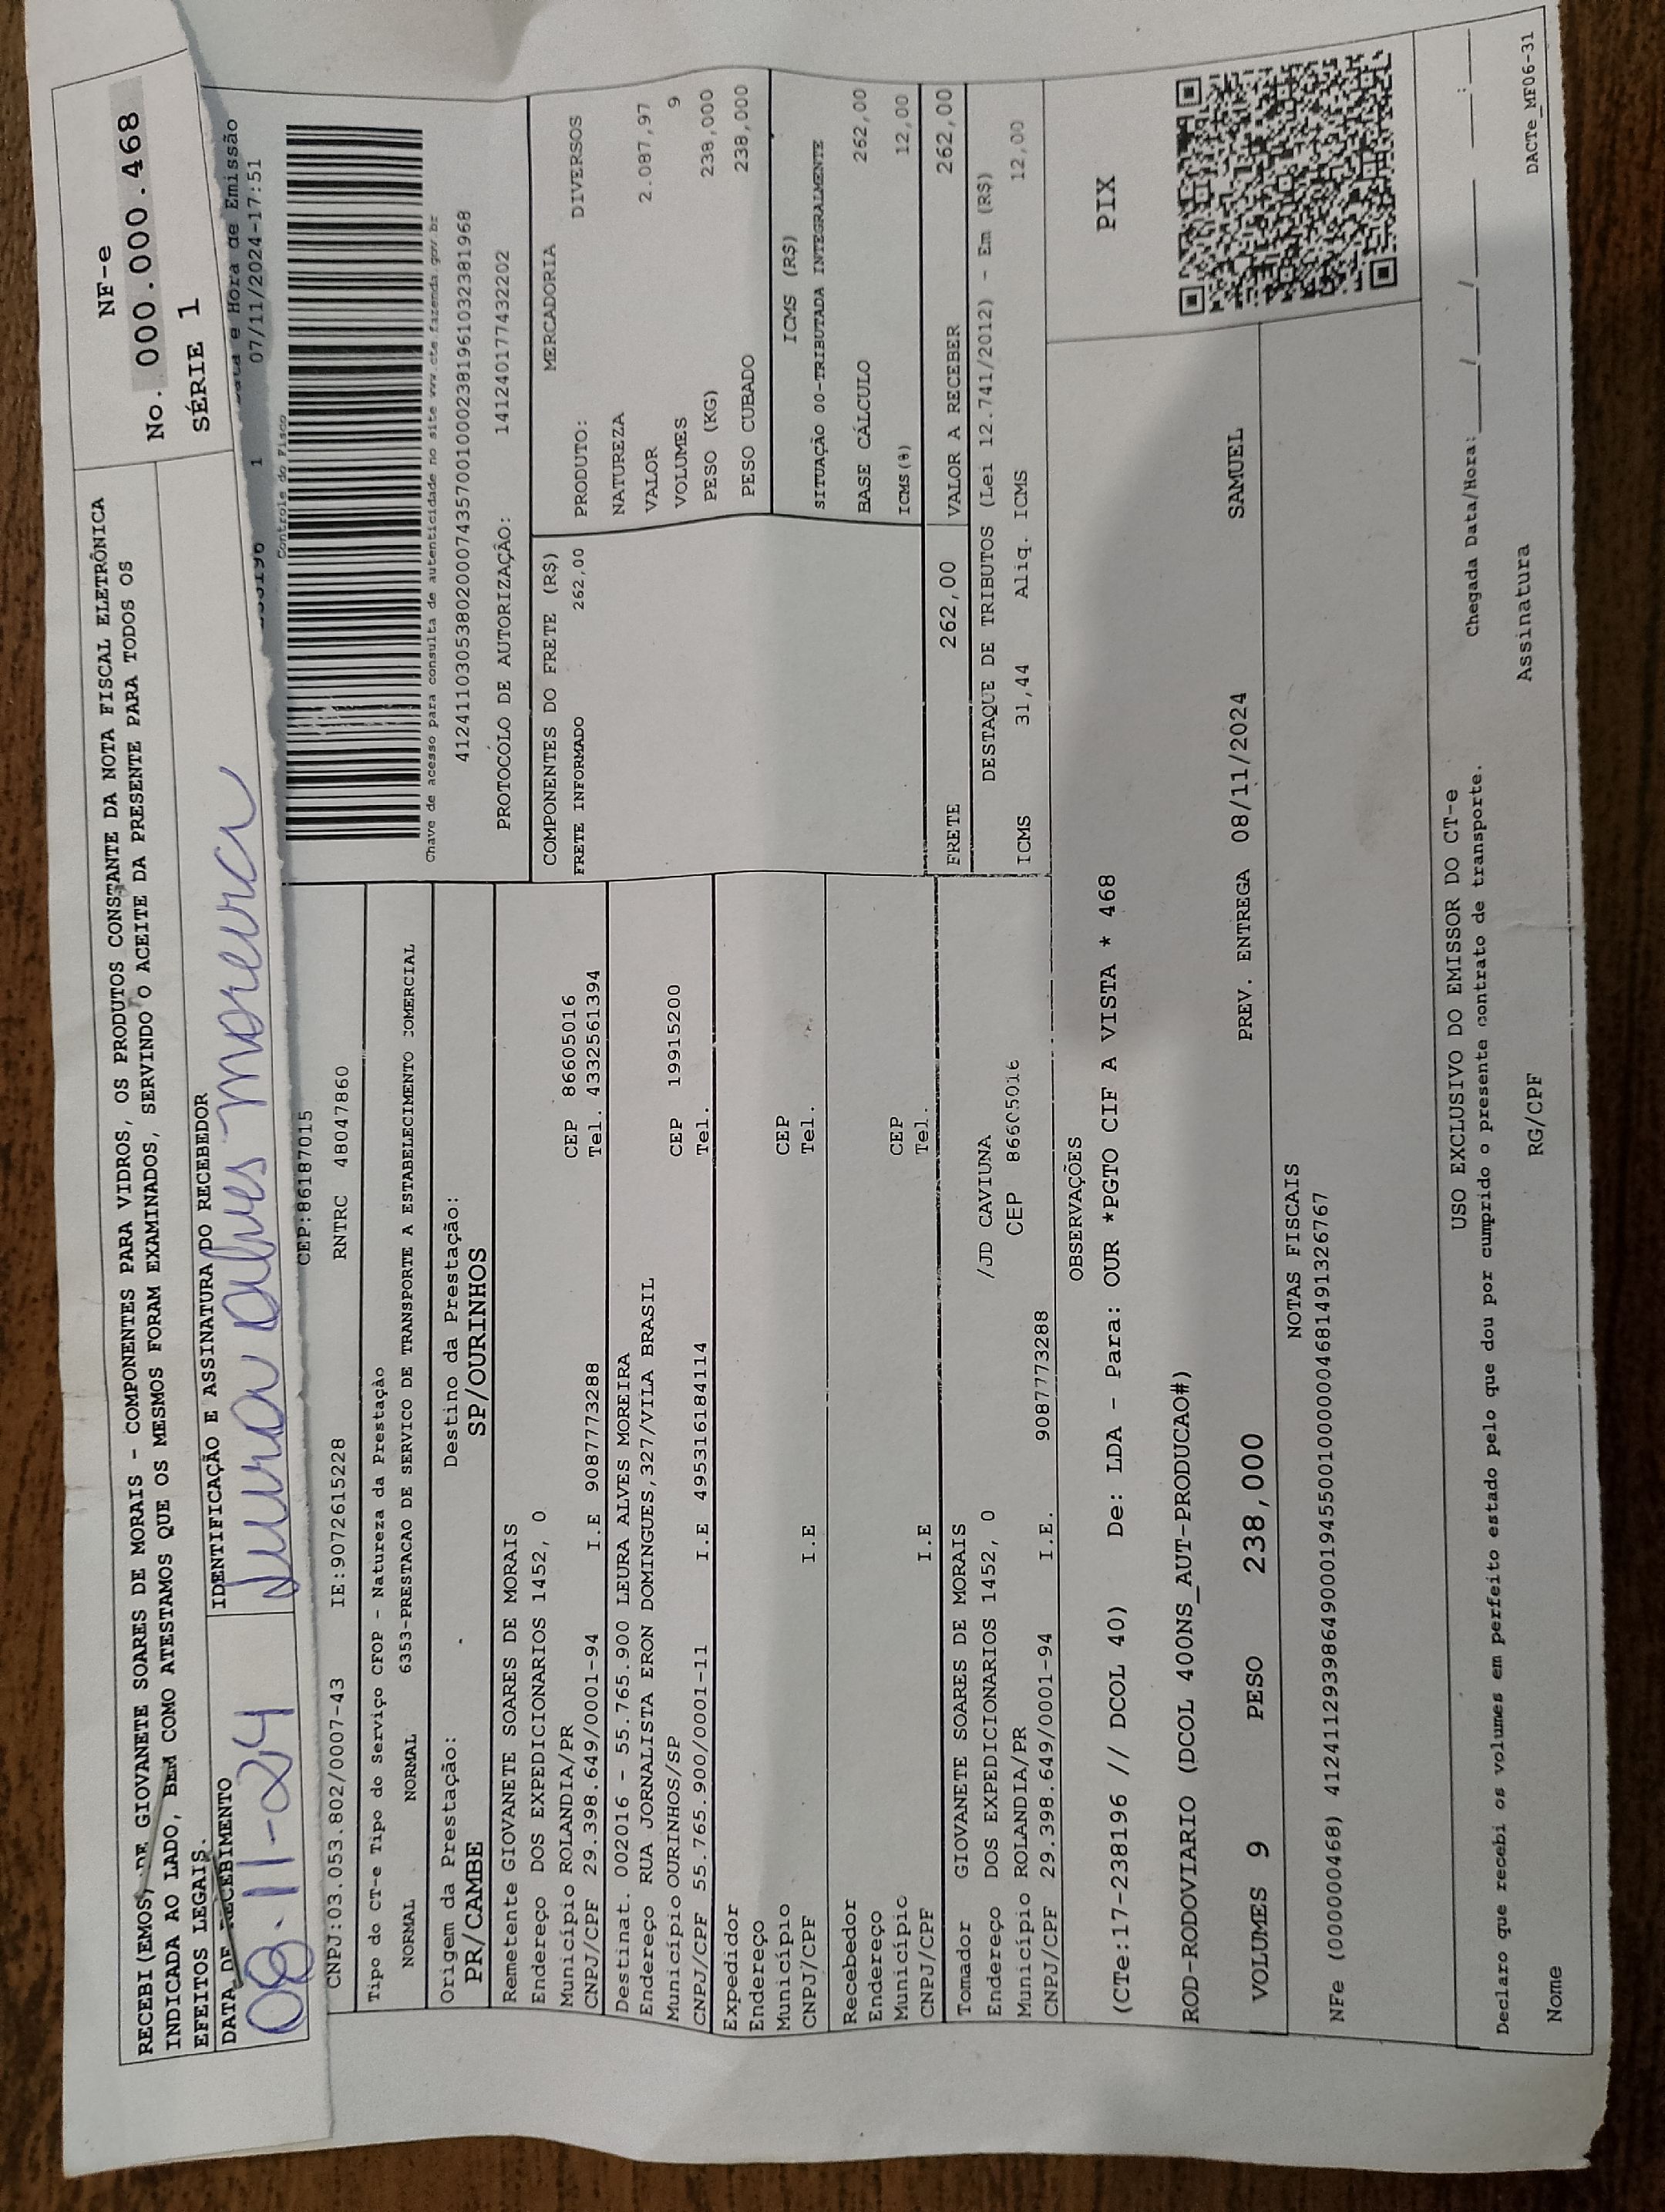 RECEBI(EMOS) DE GIOVANETE SOARES DE MORAIS - COMPONENTES PARA VIDROS, OS PRODUTOS CONSTANTE DA NOTA FISCAL ELETRÔNICA
INDICADA AO LADO, BEM COMO ATESTAMOS QUE OS MESMOS FORAM EXAMINADOS, SERVINDO O ACEITE DA PRESENTE PARA TODOS OS
EFEITOS LEGAIS.
DATA DE RECEBIMENTO
08-11-24
IDENTIFICAÇÃO E ASSINATURA DO RECEBEDOR
Leura Alves Moreira
NF-e
No. 000.000.468
SÉRIE 1
1
e Hora de Emissão
07/11/2024-17:51
Controle do Fisco
CEP:86187015
CNPJ:03.053.802/0007-43 IE:9072615228 RNTRC 48047860
Tipo do CT-e Tipo do Serviço CFOP - Natureza da Prestação
NORMAL NORMAL 6353-PRESTACAO DE SERVICO DE TRANSPORTE A ESTABELECIMENTO COMERCIAL
Chave de acesso para consulta de autenticidade no site www.cte.fazenda.gov.br
41241103053802000743570010002381961032381968
PROTOCOLO DE AUTORIZAÇÃO: 141240177432202
Origem da Prestação: Destino da Prestação:
PR/CAMBE SP/OURINHOS
Remetente GIOVANETE SOARES DE MORAIS
Endereço DOS EXPEDICIONARIOS 1452, 0
Município ROLANDIA/PR CEP 86605016
CNPJ/CPF 29.398.649/0001-94 I.E 9087773288 Tel. 4332561394
Destinat. 002016 - 55.765.900 LEURA ALVES MOREIRA
Endereço RUA JORNALISTA ERON DOMINGUES,327/VILA BRASIL
Município OURINHOS/SP CEP 19915200
CNPJ/CPF 55.765.900/0001-11 I.E 495316184114 Tel.
Expedidor
Endereço
Município CEP
CNPJ/CPF I.E Tel.
Recebedor
Endereço
Município CEP
CNPJ/CPF I.E Tel.
Tomador GIOVANETE SOARES DE MORAIS
Endereço DOS EXPEDICIONARIOS 1452, 0 /JD CAVIUNA
Município ROLANDIA/PR CEP 86605016
CNPJ/CPF 29.398.649/0001-94 I.E. 9087773288
COMPONENTES DO FRETE (R$)
FRETE INFORMADO 262,00
MERCADORIA
PRODUTO: DIVERSOS
NATUREZA
VALOR 2.087,97
VOLUMES 9
PESO (KG) 238,000
PESO CUBADO 238,000
ICMS (R$)
SITUAÇÃO 00-TRIBUTADA INTEGRALMENTE
BASE CÁLCULO 262,00
ICMS(%) 12,00
FRETE 262,00 VALOR A RECEBER 262,00
DESTAQUE DE TRIBUTOS (Lei 12.741/2012) - Em (R$)
ICMS 31,44 Aliq. ICMS 12,00
OBSERVAÇÕES
(CTe:17-238196 // DCOL 40) De: LDA - Para: OUR *PGTO CIF A VISTA * 468
ROD-RODOVIARIO (DCOL 400NS_AUT-PRODUCAO#)
VOLUMES 9 PESO 238,000 PREV. ENTREGA 08/11/2024 SAMUEL
PIX
NOTAS FISCAIS
NFe (000000468) 41241129398649000194550010000004681491326767
USO EXCLUSIVO DO EMISSOR DO CT-e
Declaro que recebi os volumes em perfeito estado pelo que dou por cumprido o presente contrato de transporte. Chegada Data/Hora:____/____/____ ___:___
Nome RG/CPF Assinatura
DACTe_MF06-31